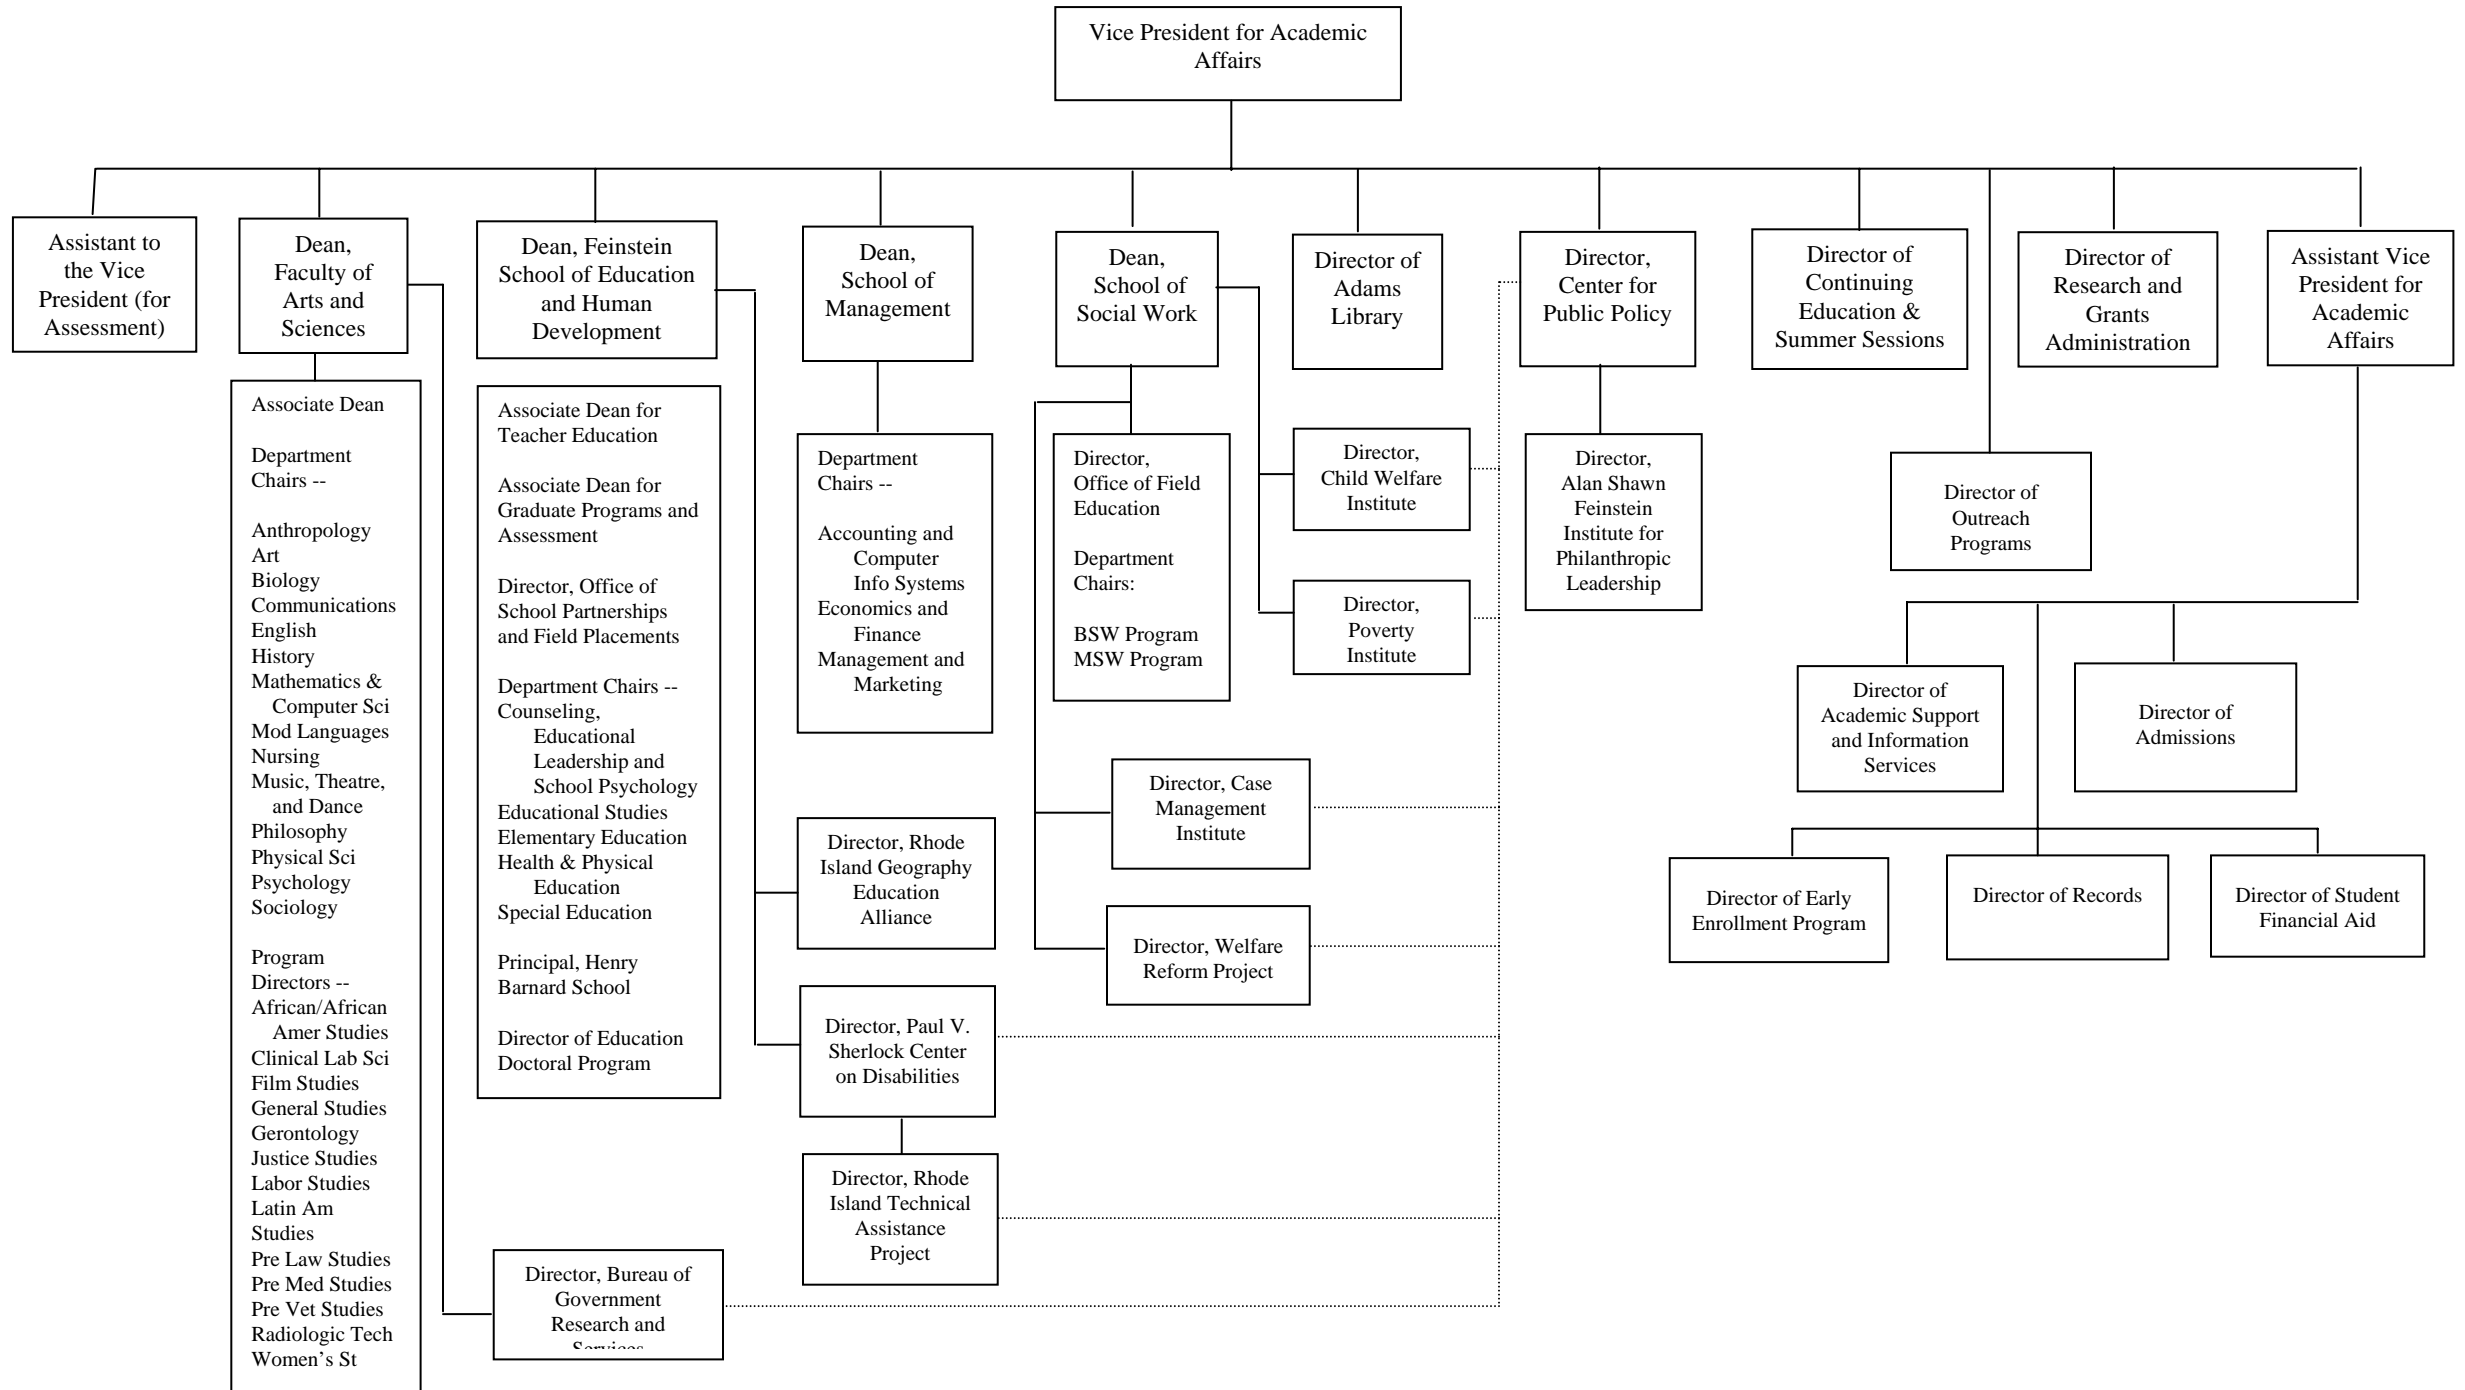 Vice President for Academic
Affairs
Assistant to
the Vice
President (for
Assessment)
Dean,
Faculty of
Arts and
Sciences
Dean, Feinstein
School of Education
and Human
Development
Dean,
School of
Management
Dean,
School of
Social Work
Director of
Adams
Library
Director,
Center for
Public Policy
Director of
Continuing
Education &
Summer Sessions
Director of
Research and
Grants
Administration
Assistant Vice
President for
Academic
Affairs
Associate Dean
Department
Chairs --
Anthropology
Art
Biology
Communications
English
History
Mathematics &
Computer Sci
Mod Languages
Nursing
Music, Theatre,
and Dance
Philosophy
Physical Sci
Psychology
Sociology
Program
Directors --
African/African
Amer Studies
Clinical Lab Sci
Film Studies
General Studies
Gerontology
Justice Studies
Labor Studies
Latin Am
Studies
Pre Law Studies
Pre Med Studies
Pre Vet Studies
Radiologic Tech
Women's St
Associate Dean for
Teacher Education
Associate Dean for
Graduate Programs and
Assessment
Director, Office of
School Partnerships
and Field Placements
Department Chairs --
Counseling,
Educational
Leadership and
School Psychology
Educational Studies
Elementary Education
Health & Physical
Education
Special Education
Principal, Henry
Barnard School
Director of Education
Doctoral Program
Department
Chairs --
Accounting and
Computer
Info Systems
Economics and
Finance
Management and
Marketing
Director,
Office of Field
Education
Department
Chairs:
BSW Program
MSW Program
Director,
Child Welfare
Institute
Director,
Poverty
Institute
Director,
Alan Shawn
Feinstein
Institute for
Philanthropic
Leadership
Director of
Outreach
Programs
Director of
Academic Support
and Information
Services
Director of
Admissions
Director, Case
Management
Institute
Director, Rhode
Island Geography
Education
Alliance
Director, Welfare
Reform Project
Director of Early
Enrollment Program
Director of Records
Director of Student
Financial Aid
Director, Paul V.
Sherlock Center
on Disabilities
Director, Rhode
Island Technical
Assistance
Project
Director, Bureau of
Government
Research and
Services